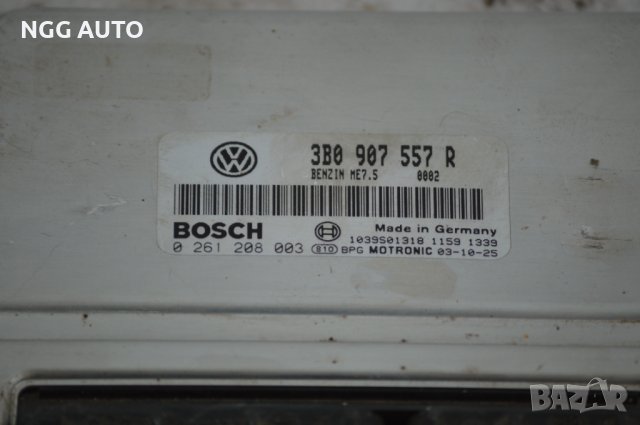 NGG AUTO
3B0 907 557 R
BENZIN ME7.5 0002
BOSCH
Made in Germany
1039S01318 1159 1339
0 261 208 003 810 BPG MOTRONIC 03-10-25
BAZAR